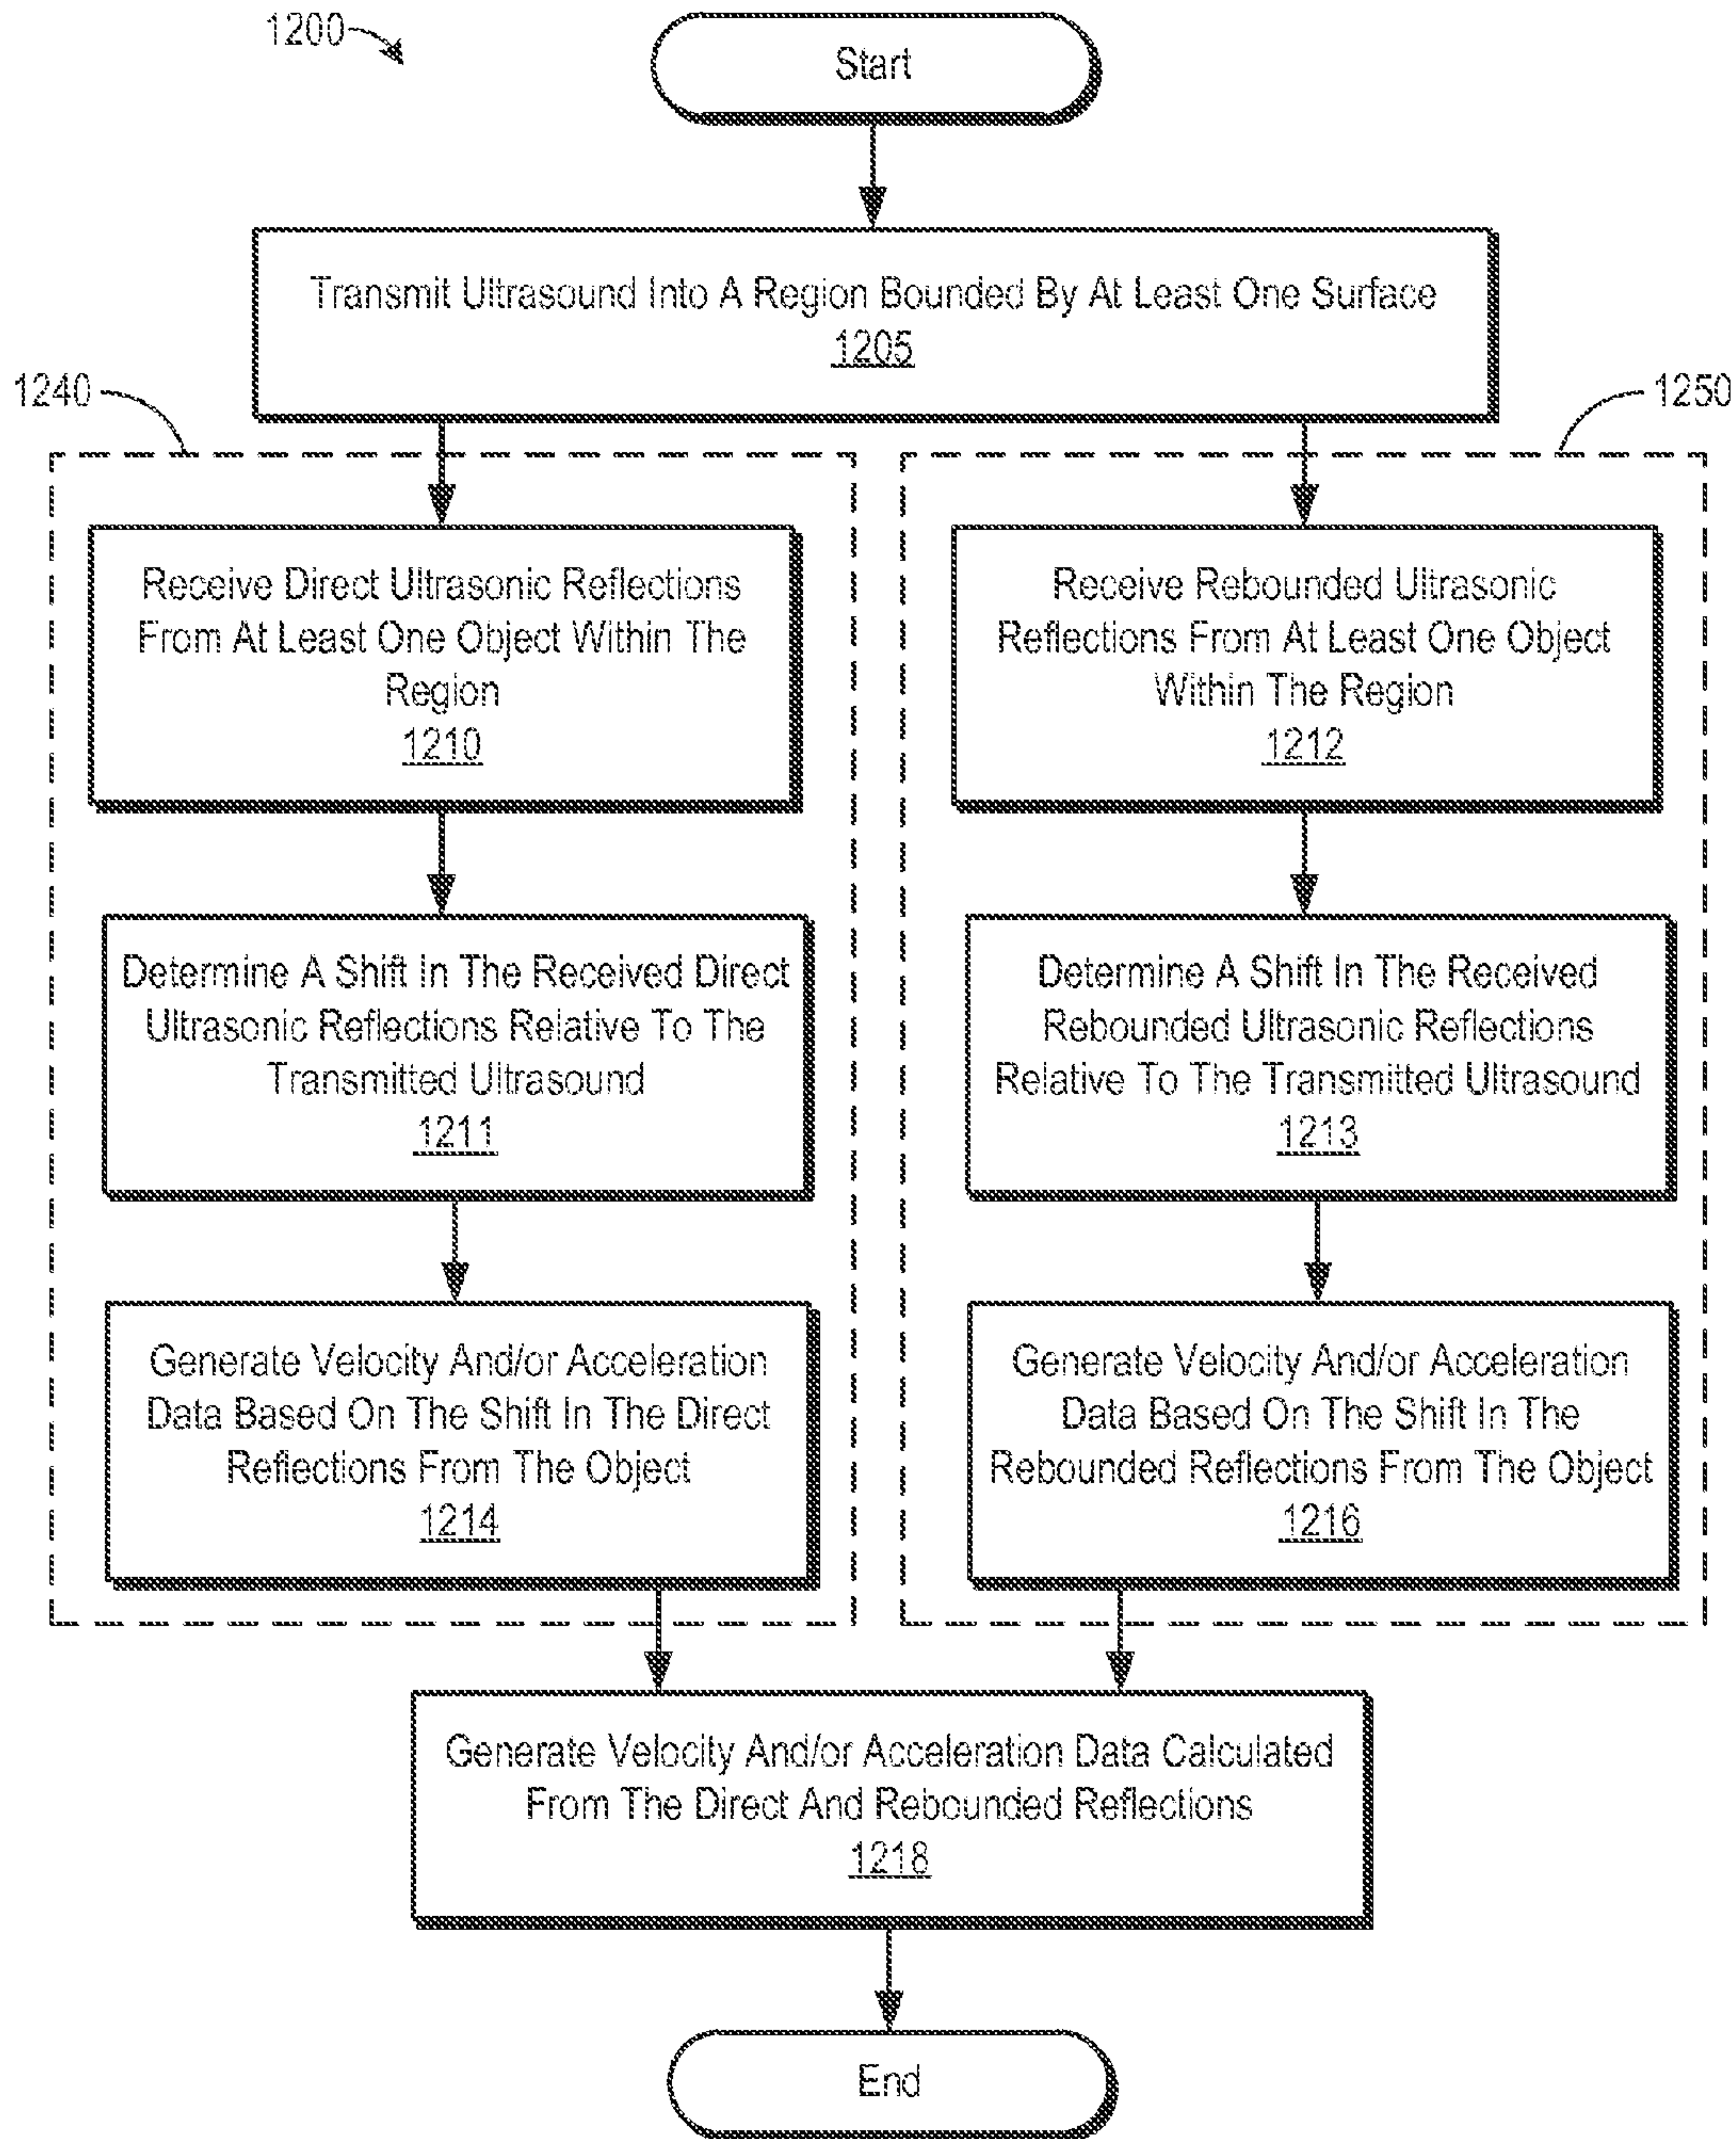 1200
Start
Transmit Ultrasound Into A Region Bounded By At Least One Surface
1205
1240
1250
Receive Direct Ultrasonic Reflections
From At Least One Object Within The
Region
1210
Receive Rebounded Ultrasonic
Reflections From At Least One Object
Within The Region
1212
Determine A Shift In The Received Direct
Ultrasonic Reflections Relative To The
Transmitted Ultrasound
1211
Determine A Shift In The Received
Rebounded Ultrasonic Reflections
Relative To The Transmitted Ultrasound
1213
Generate Velocity And/or Acceleration
Data Based On The Shift In The Direct
Reflections From The Object
1214
Generate Velocity And/or Acceleration
Data Based On The Shift In The
Rebounded Reflections From The Object
1216
Generate Velocity And/or Acceleration Data Calculated
From The Direct And Rebounded Reflections
1218
End